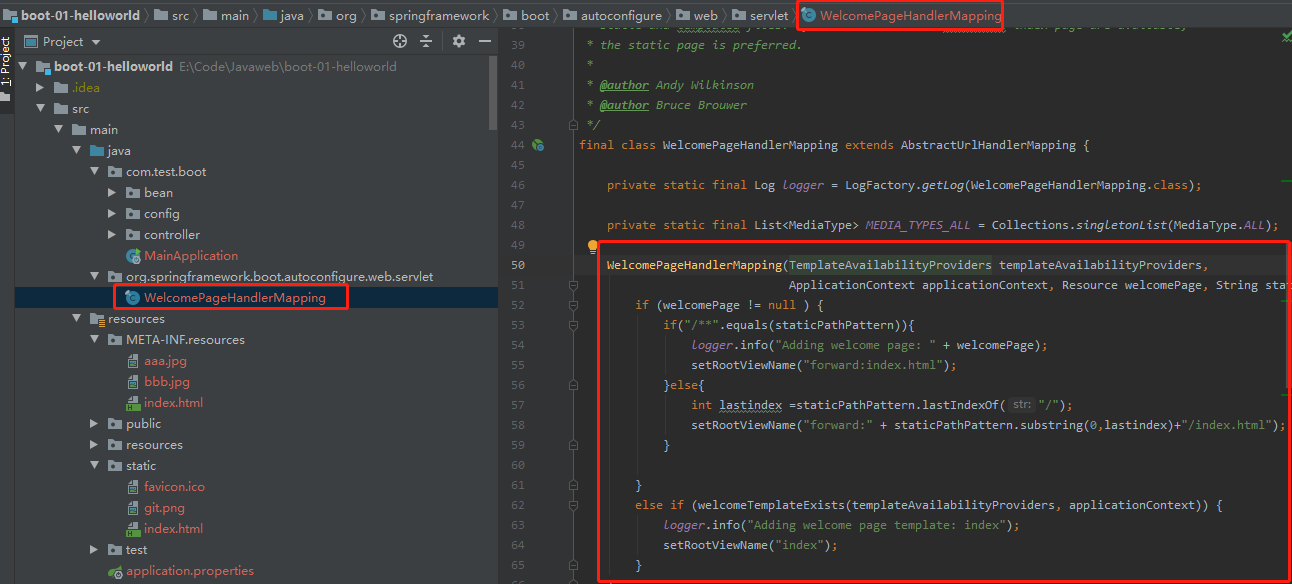 boot-01-helloworld src main java org springframework boot autoconfigure web servlet WelcomePageHandlerMapping
1: Project
Project
boot-01-helloworld E:\Code\Javaweb\boot-01-helloworld
.idea
src
main
java
com.test.boot
bean
config
controller
MainApplication
org.springframework.boot.autoconfigure.web.servlet
WelcomePageHandlerMapping
resources
META-INF.resources
aaa.jpg
bbb.jpg
index.html
public
resources
static
favicon.ico
git.png
index.html
test
application.properties
39 * the static page is preferred.
40 *
41 * @author Andy Wilkinson
42 * @author Bruce Brouwer
43 */
44 final class WelcomePageHandlerMapping extends AbstractUrlHandlerMapping {
45
46 private static final Log logger = LogFactory.getLog(WelcomePageHandlerMapping.class);
47
48 private static final List<MediaType> MEDIA_TYPES_ALL = Collections.singletonList(MediaType.ALL);
49
50 WelcomePageHandlerMapping(TemplateAvailabilityProviders templateAvailabilityProviders,
51 ApplicationContext applicationContext, Resource welcomePage, String sta
52 if (welcomePage != null ) {
53 if("/**".equals(staticPathPattern)){
54 logger.info("Adding welcome page: " + welcomePage);
55 setRootViewName("forward:index.html");
56 }else{
57 int lastindex =staticPathPattern.lastIndexOf( str: "/");
58 setRootViewName("forward:" + staticPathPattern.substring(0,lastindex)+"/index.html");
59 }
60
61 }
62 else if (welcomeTemplateExists(templateAvailabilityProviders, applicationContext)) {
63 logger.info("Adding welcome page template: index");
64 setRootViewName("index");
65 }